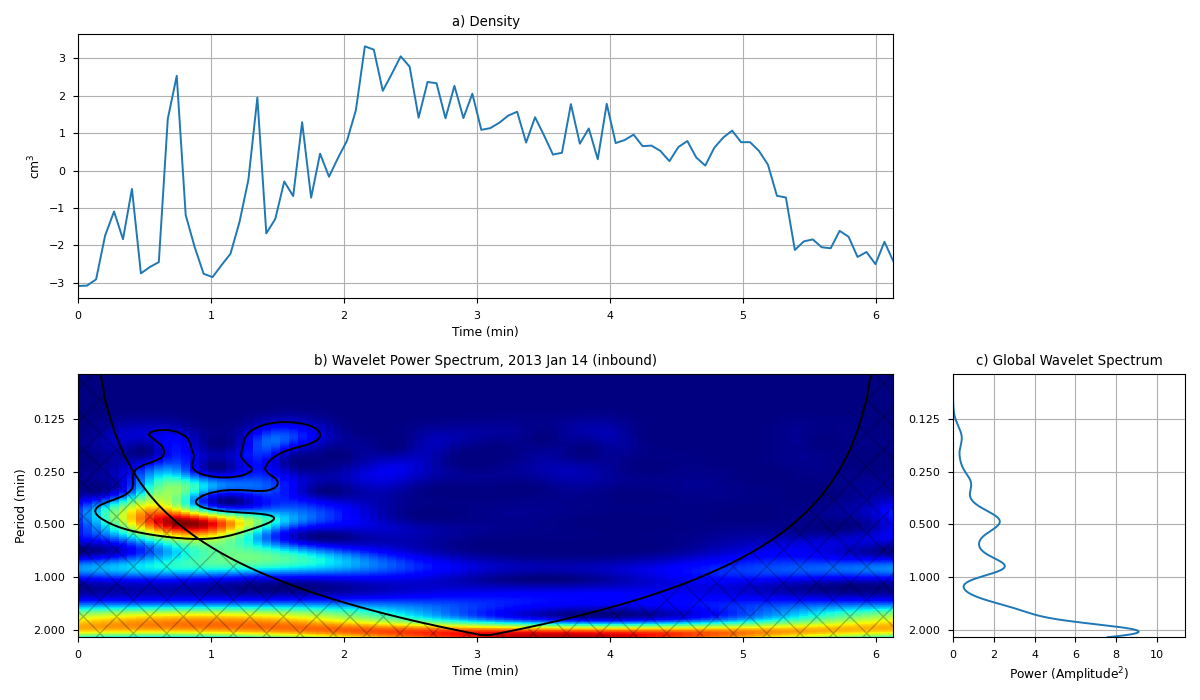 a) Density
3
2
1
0
−1
−2
−3
cm³
0 1 2 3 4 5 6
Time (min)
b) Wavelet Power Spectrum, 2013 Jan 14 (inbound)
0.125
0.250
0.500
1.000
2.000
Period (min)
0 1 2 3 4 5 6
Time (min)
c) Global Wavelet Spectrum
0.125
0.250
0.500
1.000
2.000
0 2 4 6 8 10
Power (Amplitude²)